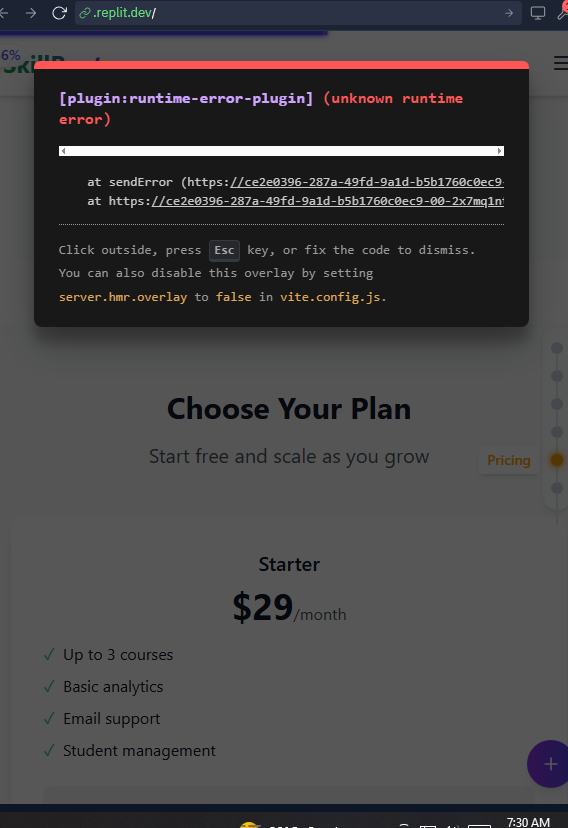 .replit.dev/
6%
[plugin:runtime-error-plugin] (unknown runtime
error)
at sendError (https://ce2e0396-287a-49fd-9a1d-b5b1760c0ec9-
at https://ce2e0396-287a-49fd-9a1d-b5b1760c0ec9-00-2x7mq1n
Click outside, press Esc key, or fix the code to dismiss.
You can also disable this overlay by setting
server.hmr.overlay to false in vite.config.js.
Choose Your Plan
Start free and scale as you grow
Pricing
Starter
$29/month
✓ Up to 3 courses
✓ Basic analytics
✓ Email support
✓ Student management
+
7:30 AM